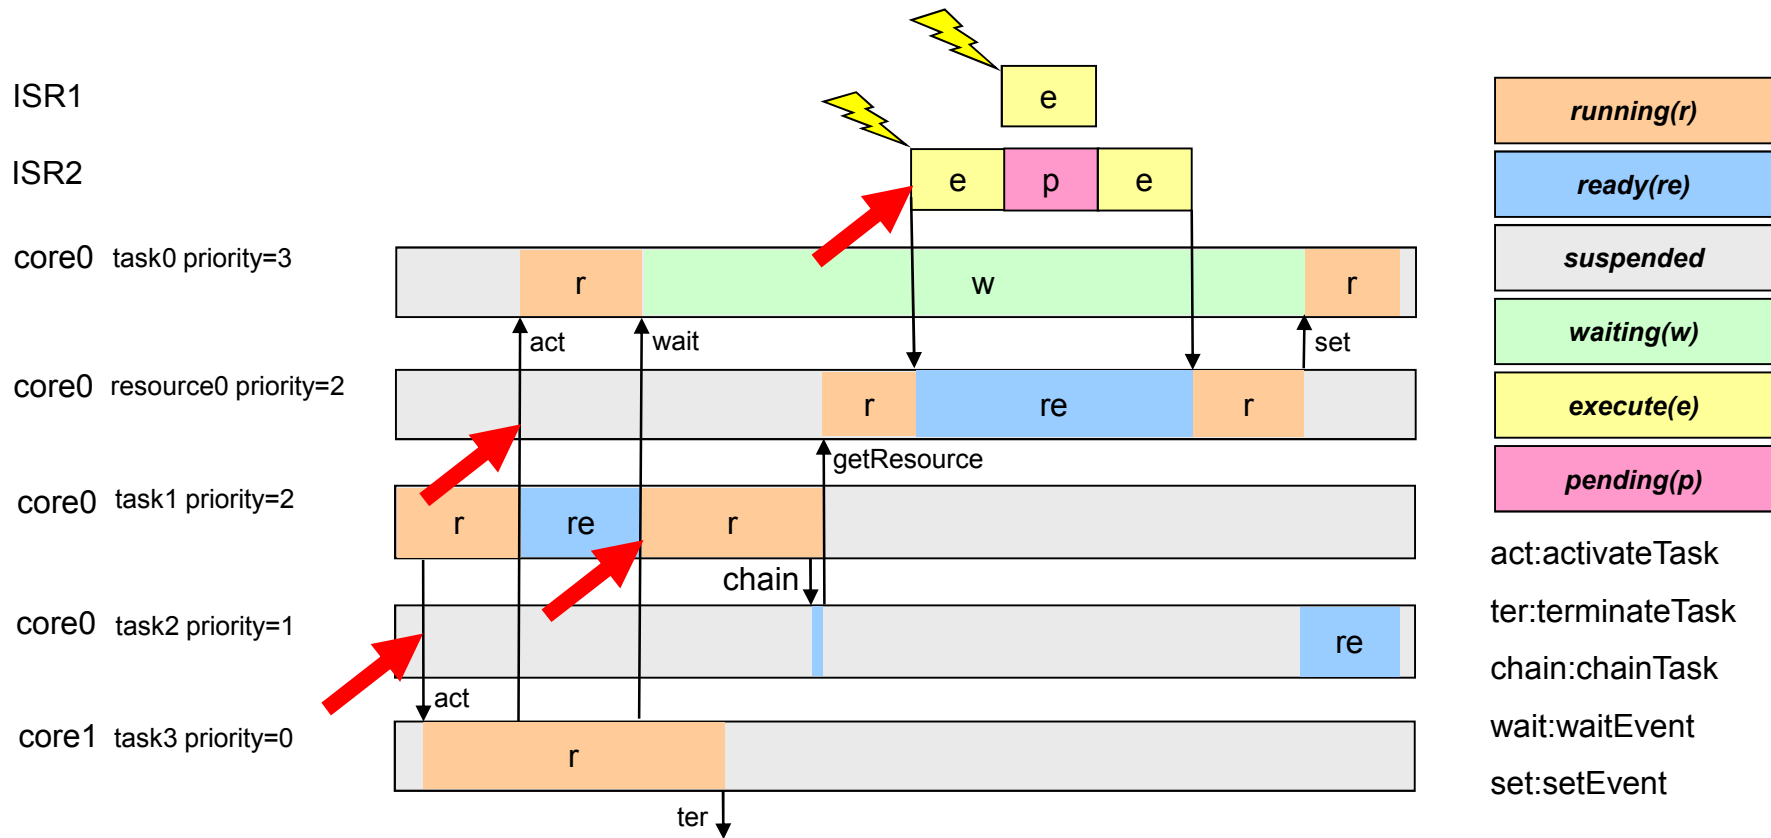 ISR1
e
ISR2
e p e
core0 task0 priority=3
r w r
act wait set
core0 resource0 priority=2
r re r
getResource
core0 task1 priority=2
r re r
chain
core0 task2 priority=1
re
act
core1 task3 priority=0
r
ter
running(r)
ready(re)
suspended
waiting(w)
execute(e)
pending(p)
act:activateTask
ter:terminateTask
chain:chainTask
wait:waitEvent
set:setEvent